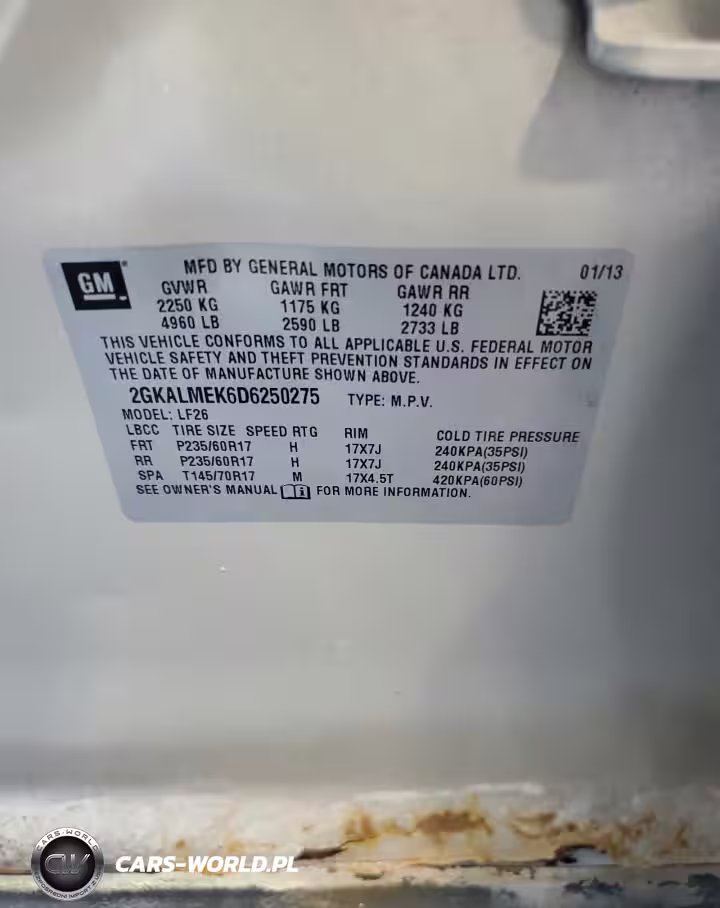 GM
MFD BY GENERAL MOTORS OF CANADA LTD. 01/13
GVWR GAWR FRT GAWR RR
2250 KG 1175 KG 1240 KG
4960 LB 2590 LB 2733 LB
THIS VEHICLE CONFORMS TO ALL APPLICABLE U.S. FEDERAL MOTOR
VEHICLE SAFETY AND THEFT PREVENTION STANDARDS IN EFFECT ON
THE DATE OF MANUFACTURE SHOWN ABOVE.
2GKALMEK6D6250275 TYPE: M.P.V.
MODEL: LF26
LBCC TIRE SIZE SPEED RTG RIM COLD TIRE PRESSURE
FRT P235/60R17 H 17X7J 240KPA(35PSI)
RR P235/60R17 H 17X7J 240KPA(35PSI)
SPA T145/70R17 M 17X4.5T 420KPA(60PSI)
SEE OWNER'S MANUAL FOR MORE INFORMATION.
CARS-WORLD
CW
CARS-WORLD.PL